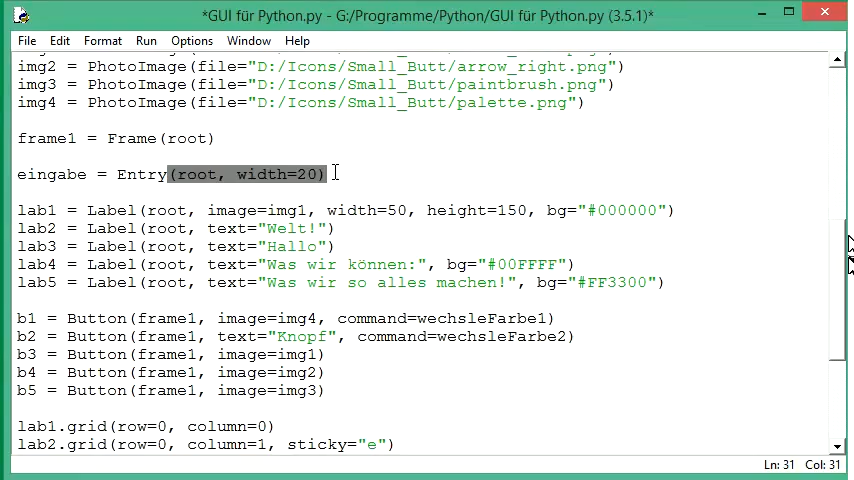 *GUI für Python.py - G:/Programme/Python/GUI für Python.py (3.5.1)*
File Edit Format Run Options Window Help
img2 = PhotoImage(file="D:/Icons/Small_Butt/arrow_right.png")
img3 = PhotoImage(file="D:/Icons/Small_Butt/paintbrush.png")
img4 = PhotoImage(file="D:/Icons/Small_Butt/palette.png")
frame1 = Frame(root)
eingabe = Entry(root, width=20)
lab1 = Label(root, image=img1, width=50, height=150, bg="#000000")
lab2 = Label(root, text="Welt!")
lab3 = Label(root, text="Hallo")
lab4 = Label(root, text="Was wir können:", bg="#00FFFF")
lab5 = Label(root, text="Was wir so alles machen!", bg="#FF3300")
b1 = Button(frame1, image=img4, command=wechsleFarbe1)
b2 = Button(frame1, text="Knopf", command=wechsleFarbe2)
b3 = Button(frame1, image=img1)
b4 = Button(frame1, image=img2)
b5 = Button(frame1, image=img3)
lab1.grid(row=0, column=0)
lab2.grid(row=0, column=1, sticky="e")
Ln: 31 Col: 31